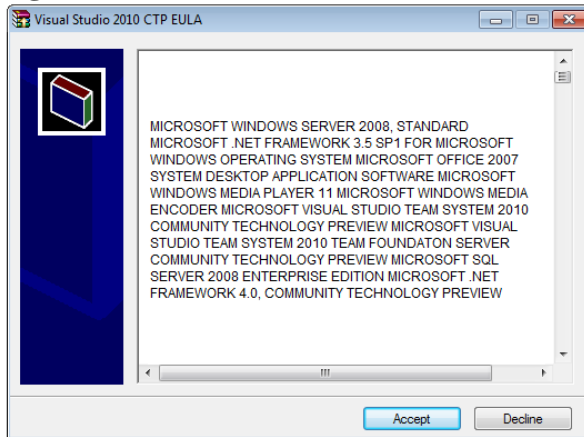 Visual Studio 2010 CTP EULA
MICROSOFT WINDOWS SERVER 2008, STANDARD
MICROSOFT .NET FRAMEWORK 3.5 SP1 FOR MICROSOFT
WINDOWS OPERATING SYSTEM MICROSOFT OFFICE 2007
SYSTEM DESKTOP APPLICATION SOFTWARE MICROSOFT
WINDOWS MEDIA PLAYER 11 MICROSOFT WINDOWS MEDIA
ENCODER MICROSOFT VISUAL STUDIO TEAM SYSTEM 2010
COMMUNITY TECHNOLOGY PREVIEW MICROSOFT VISUAL
STUDIO TEAM SYSTEM 2010 TEAM FOUNDATON SERVER
COMMUNITY TECHNOLOGY PREVIEW MICROSOFT SQL
SERVER 2008 ENTERPRISE EDITION MICROSOFT .NET
FRAMEWORK 4.0, COMMUNITY TECHNOLOGY PREVIEW
Accept Decline